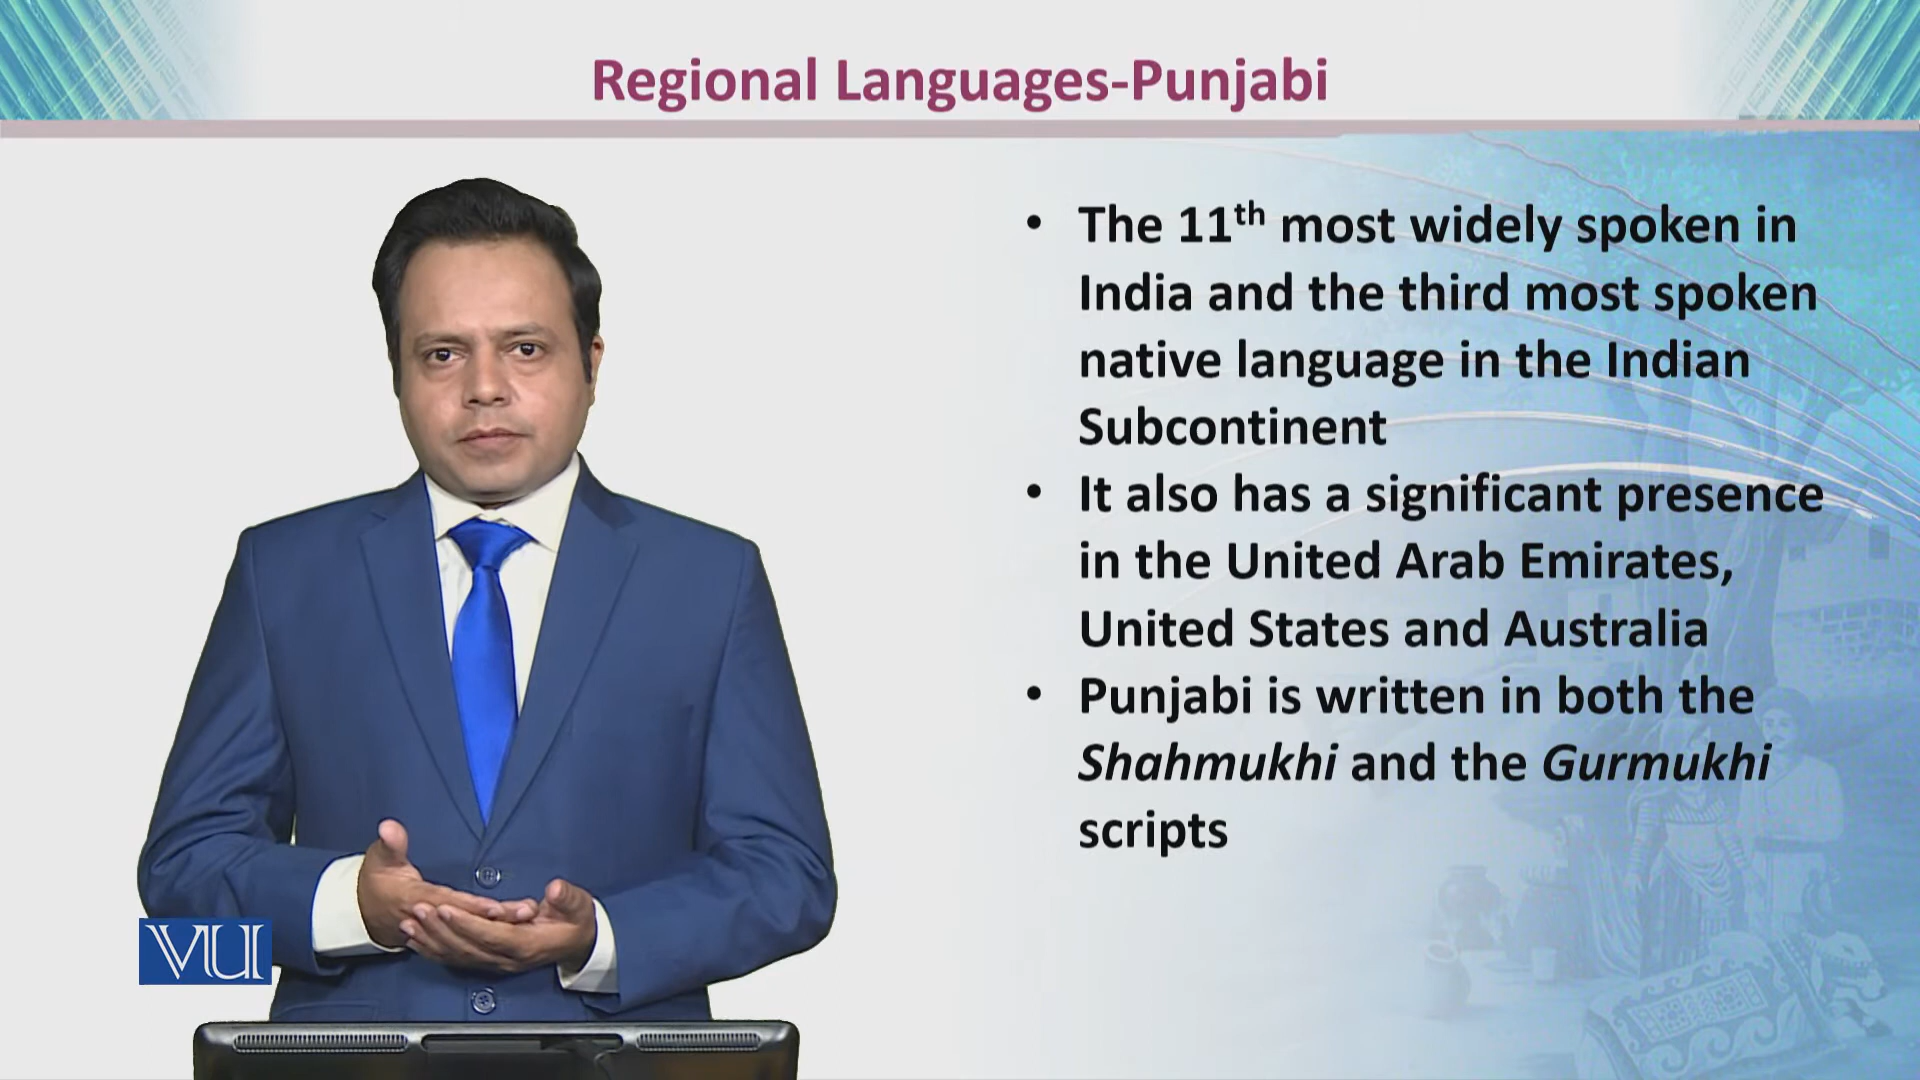 Regional Languages-Punjabi
• The 11th most widely spoken in
India and the third most spoken
native language in the Indian
Subcontinent
• It also has a significant presence
in the United Arab Emirates,
United States and Australia
• Punjabi is written in both the
Shahmukhi and the Gurmukhi
scripts
VU